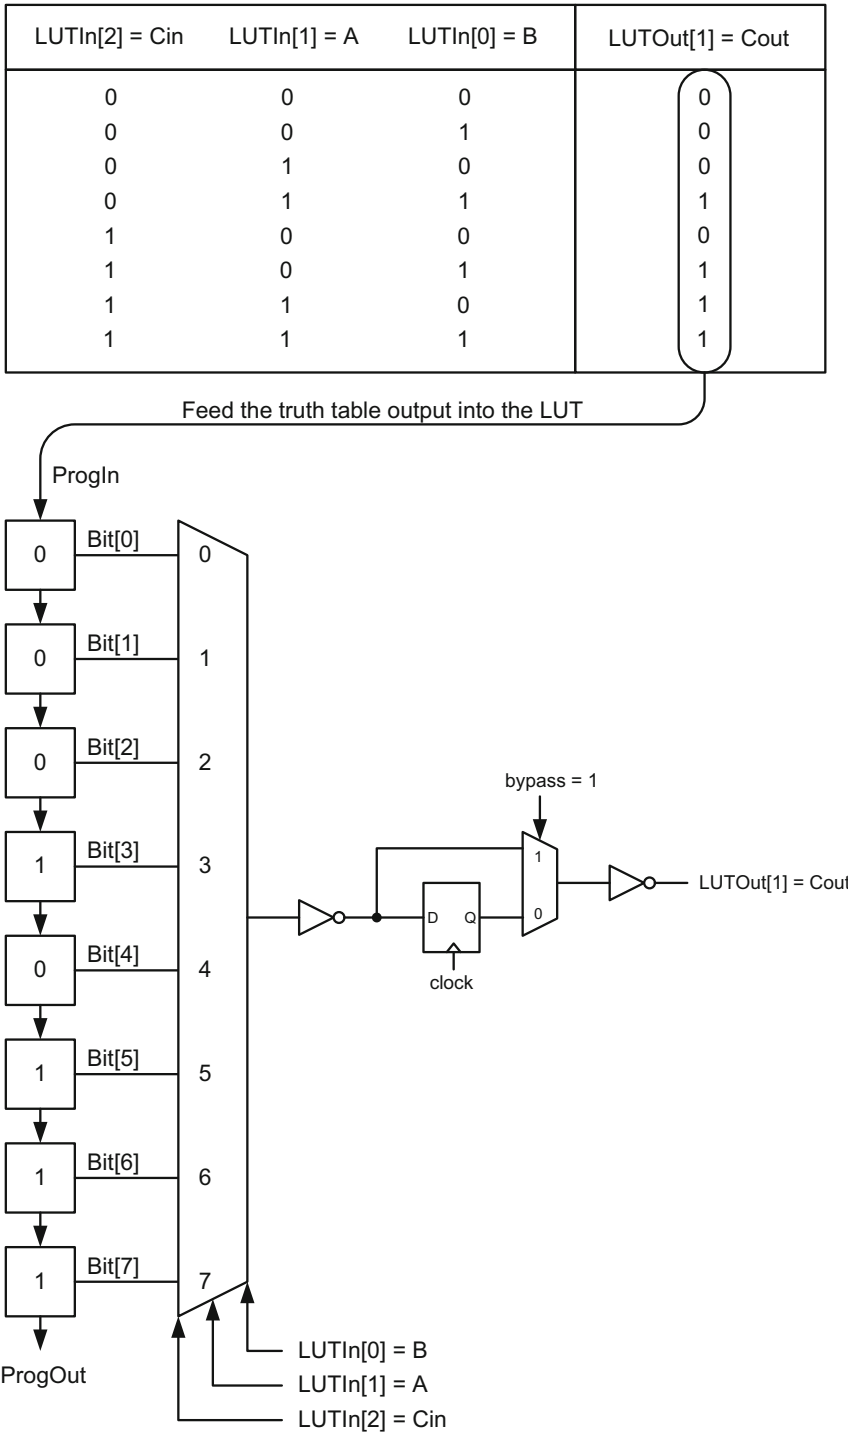 LUTIn[2] = Cin LUTIn[1] = A LUTIn[0] = B LUTOut[1] = Cout
0 0 0 0
0 0 1 0
0 1 0 0
0 1 1 1
1 0 0 0
1 0 1 1
1 1 0 1
1 1 1 1
Feed the truth table output into the LUT
ProgIn
0 Bit[0] 0
0 Bit[1] 1
0 Bit[2] 2
bypass = 1
1 Bit[3] 3
1
LUTOut[1] = Cout
D Q 0
0 Bit[4] 4
clock
1 Bit[5] 5
1 Bit[6] 6
1 Bit[7] 7
LUTIn[0] = B
ProgOut
LUTIn[1] = A
LUTIn[2] = Cin